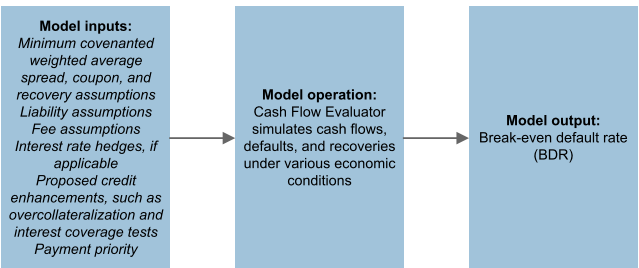 Model inputs:
Minimum covenanted
weighted average
spread, coupon, and
recovery assumptions
Liability assumptions
Fee assumptions
Interest rate hedges, if
applicable
Proposed credit
enhancements, such as
overcollateralization and
interest coverage tests
Payment priority
Model operation:
Cash Flow Evaluator
simulates cash flows,
defaults, and recoveries
under various economic
conditions
Model output:
Break-even default rate
(BDR)